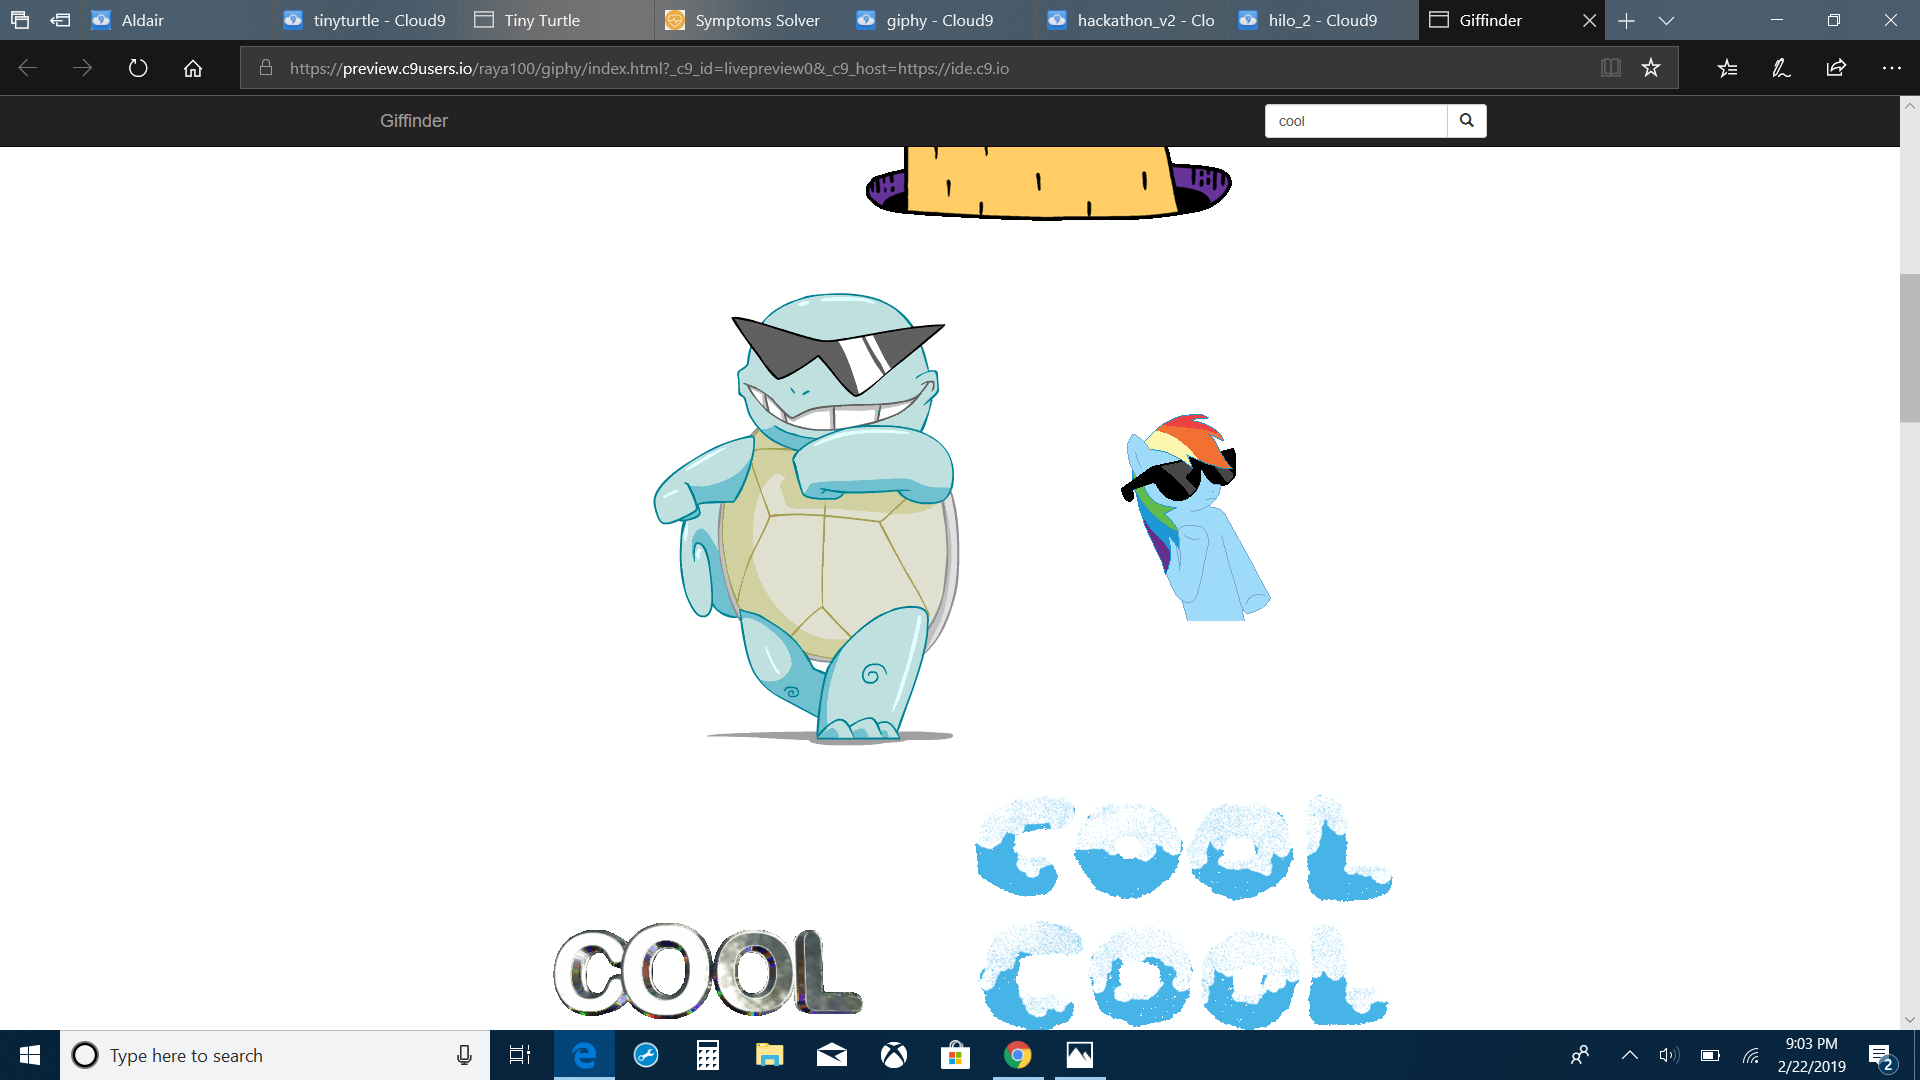 Aldair
tinyturtle - Cloud9
Tiny Turtle
Symptoms Solver
giphy - Cloud9
hackathon_v2 - Clo
hilo_2 - Cloud9
Giffinder
https://preview.c9users.io/raya100/giphy/index.html?_c9_id=livepreview0&_c9_host=https://ide.c9.io
Giffinder
cool
COOL
COOL
COOL
Type here to search
9:03 PM
2/22/2019
2